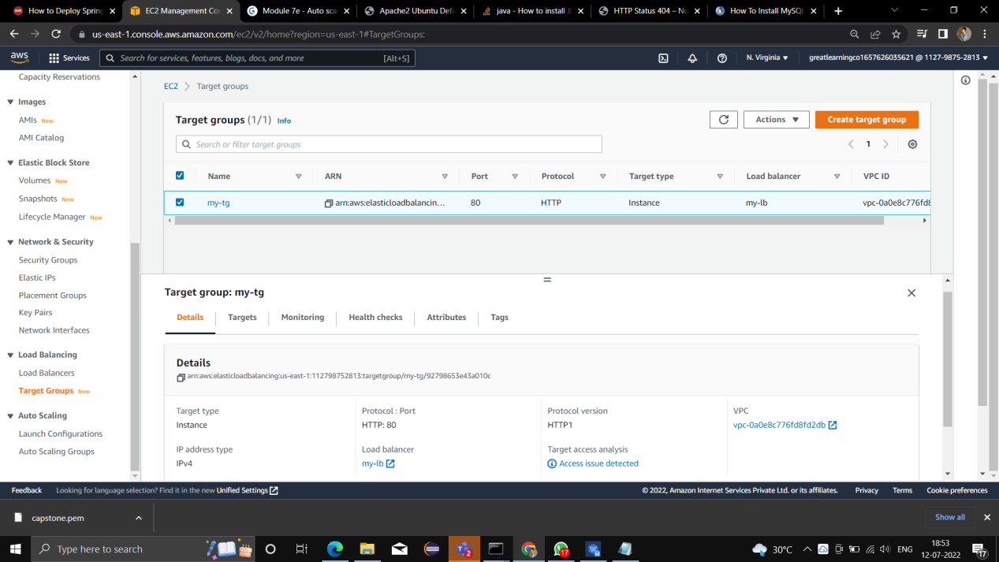 How to Deploy Spring
EC2 Management Con
Module 7e - Auto sca
Apache2 Ubuntu Defa
java - How to install J
HTTP Status 404 – No
How To Install MySQL
us-east-1.console.aws.amazon.com/ec2/v2/home?region=us-east-1#TargetGroups:
aws
Services
Search for services, features, blogs, docs, and more
[Alt+S]
N. Virginia
greatlearningco1657626035621 @ 1127-9875-2813
Capacity Reservations
Images
AMIs New
AMI Catalog
Elastic Block Store
Volumes New
Snapshots New
Lifecycle Manager New
Network & Security
Security Groups
Elastic IPs
Placement Groups
Key Pairs
Network Interfaces
Load Balancing
Load Balancers
Target Groups New
Auto Scaling
Launch Configurations
Auto Scaling Groups
EC2 Target groups
Target groups (1/1) Info
Actions
Create target group
Search or filter target groups
1
Name ARN Port Protocol Target type Load balancer VPC ID
my-tg arn:aws:elasticloadbalancin... 80 HTTP Instance my-lb vpc-0a0e8c776fd8
Target group: my-tg
Details Targets Monitoring Health checks Attributes Tags
Details
arn:aws:elasticloadbalancing:us-east-1:112798752813:targetgroup/my-tg/92798653e43a010c
Target type Protocol : Port Protocol version VPC
Instance HTTP: 80 HTTP1 vpc-0a0e8c776fd8fd2db
IP address type Load balancer Target access analysis
IPv4 my-lb Access issue detected
Feedback Looking for language selection? Find it in the new Unified Settings © 2022, Amazon Internet Services Private Ltd. or its affiliates. Privacy Terms Cookie preferences
capstone.pem
Show all
Type here to search
2
17
30°C
ENG
18:53
12-07-2022
17